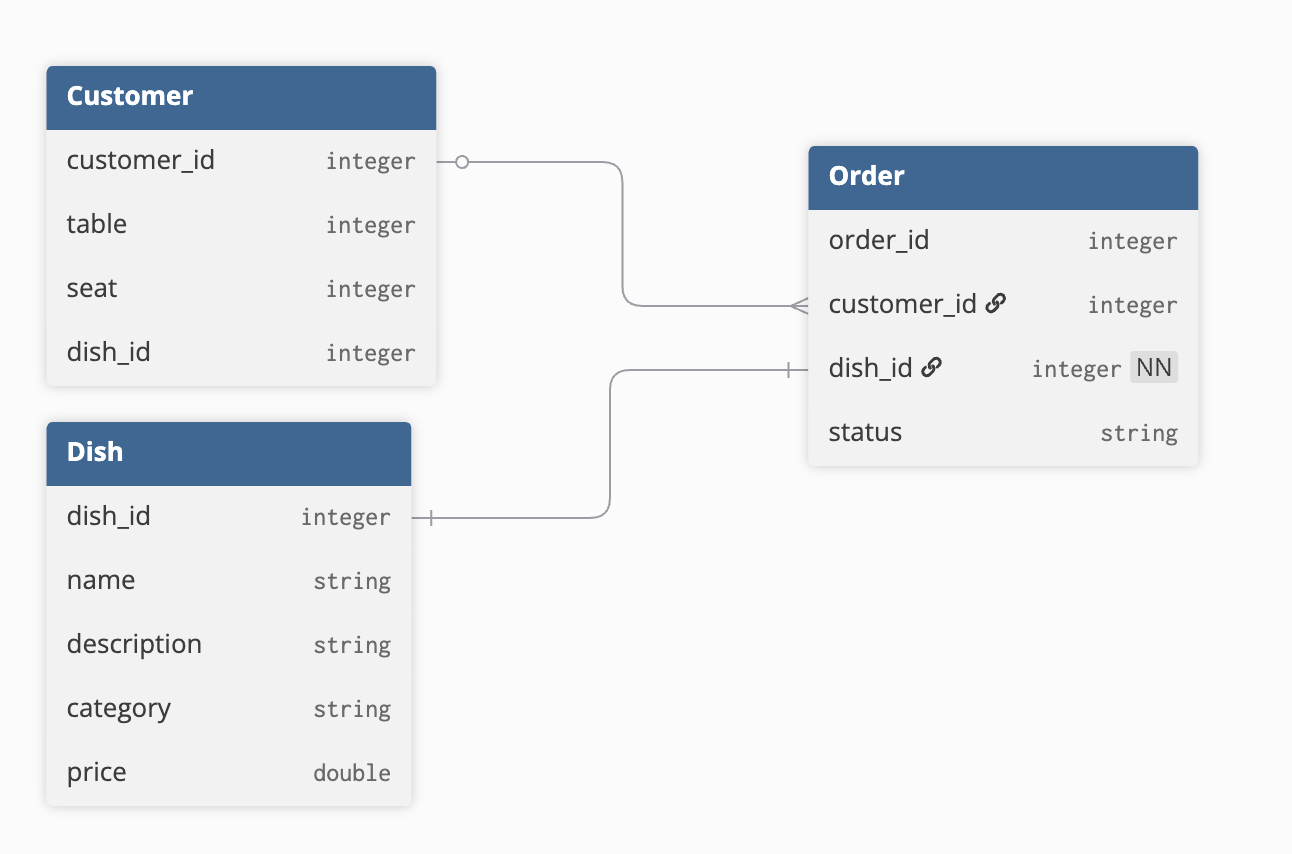 Customer
customer_id integer
table integer
seat integer
dish_id integer
Dish
dish_id integer
name string
description string
category string
price double
Order
order_id integer
customer_id integer
dish_id integer NN
status string